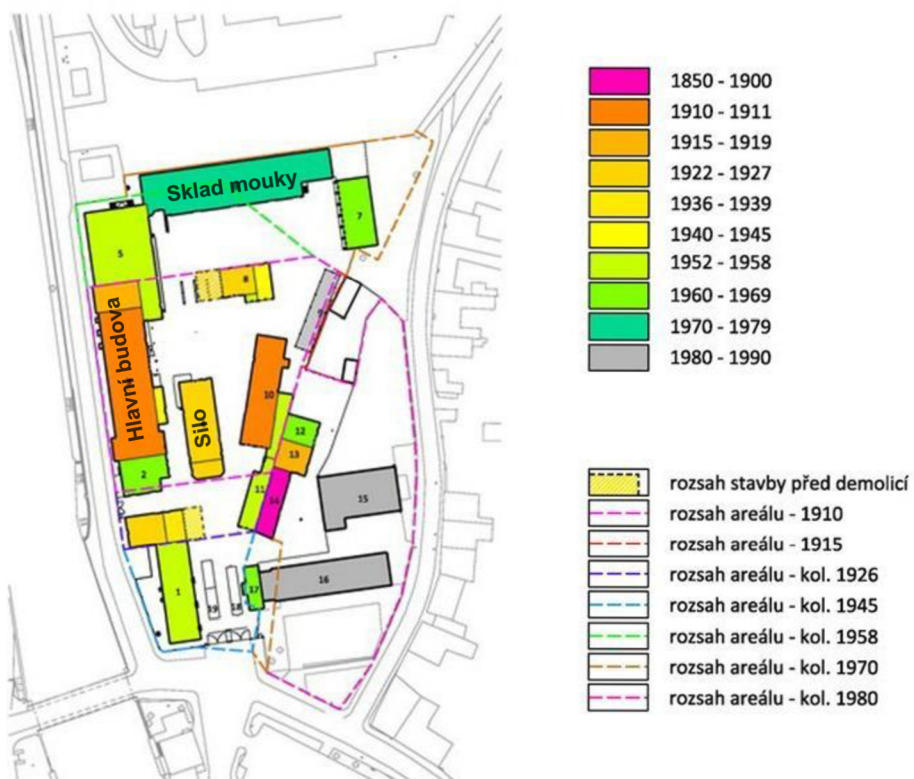 Sklad mouky
7
5
8
Hlavní budova
10
Silo
12
13
2
11
14
15
1
19
18
17
16
1850 - 1900
1910 - 1911
1915 - 1919
1922 - 1927
1936 - 1939
1940 - 1945
1952 - 1958
1960 - 1969
1970 - 1979
1980 - 1990
rozsah stavby před demolicí
rozsah areálu - 1910
rozsah areálu - 1915
rozsah areálu - kol. 1926
rozsah areálu - kol. 1945
rozsah areálu - kol. 1958
rozsah areálu - kol. 1970
rozsah areálu - kol. 1980